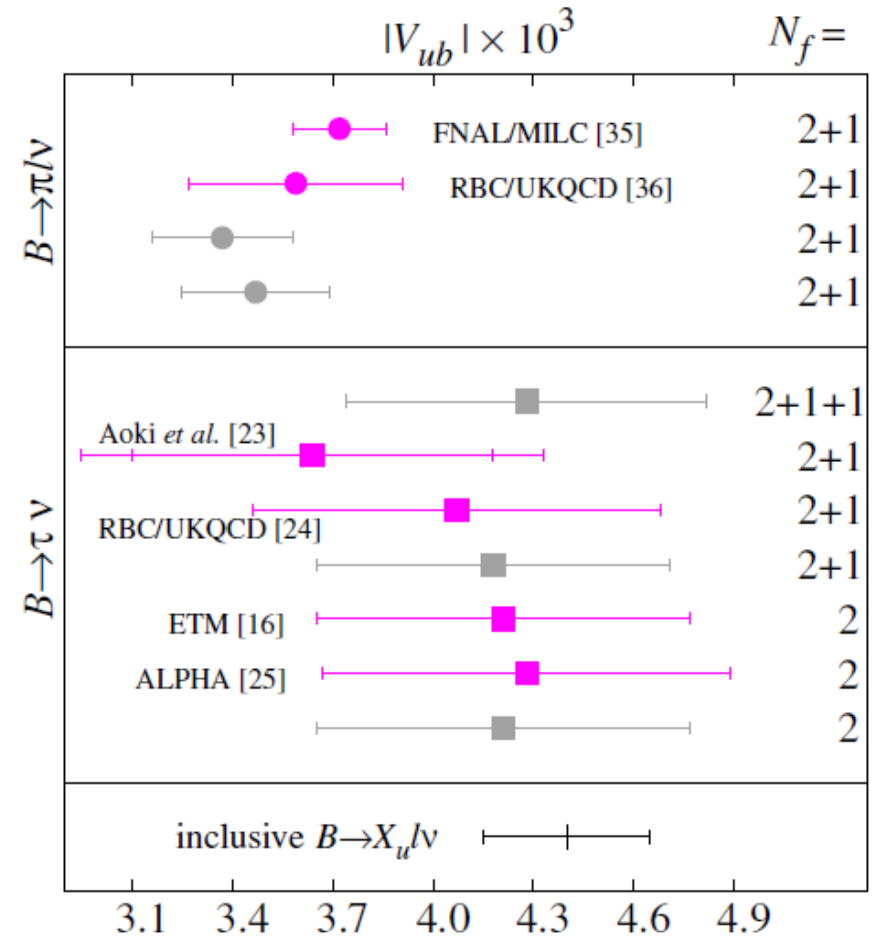 |V_ub| × 10^3 N_f =
B→πlν
FNAL/MILC [35] 2+1
RBC/UKQCD [36] 2+1
2+1
2+1
B→τ ν
2+1+1
Aoki et al. [23] 2+1
2+1
RBC/UKQCD [24]
2+1
ETM [16] 2
ALPHA [25] 2
2
inclusive B→X_u lν
3.1 3.4 3.7 4.0 4.3 4.6 4.9